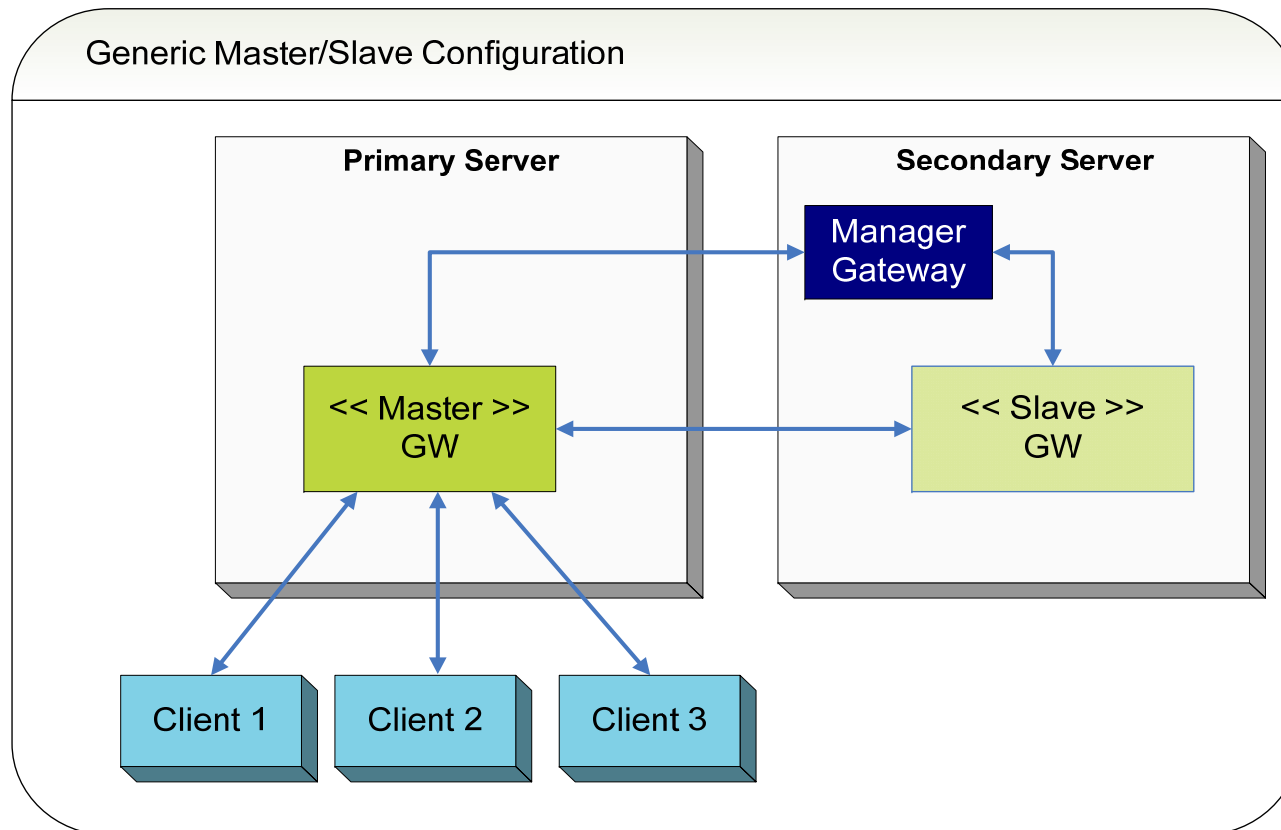 Generic Master/Slave Configuration
Primary Server
Secondary Server
Manager
Gateway
<< Master >>
GW
<< Slave >>
GW
Client 1
Client 2
Client 3